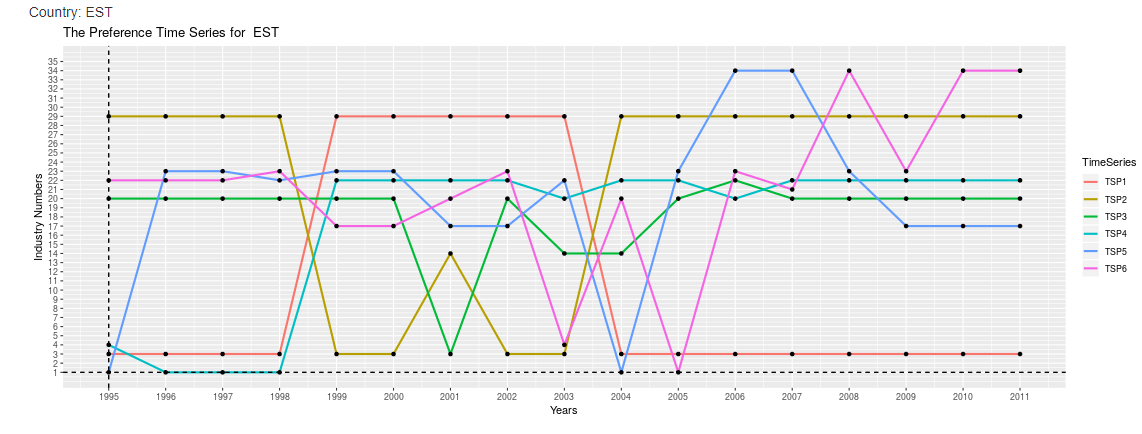 Country: EST
The Preference Time Series for EST
Industry Numbers
35
34
33
32
31
30
29
28
27
26
25
24
23
22
21
20
19
18
17
16
15
14
13
12
11
10
9
8
7
6
5
4
3
2
1
1995 1996 1997 1998 1999 2000 2001 2002 2003 2004 2005 2006 2007 2008 2009 2010 2011
Years
TimeSeries
TSP1
TSP2
TSP3
TSP4
TSP5
TSP6